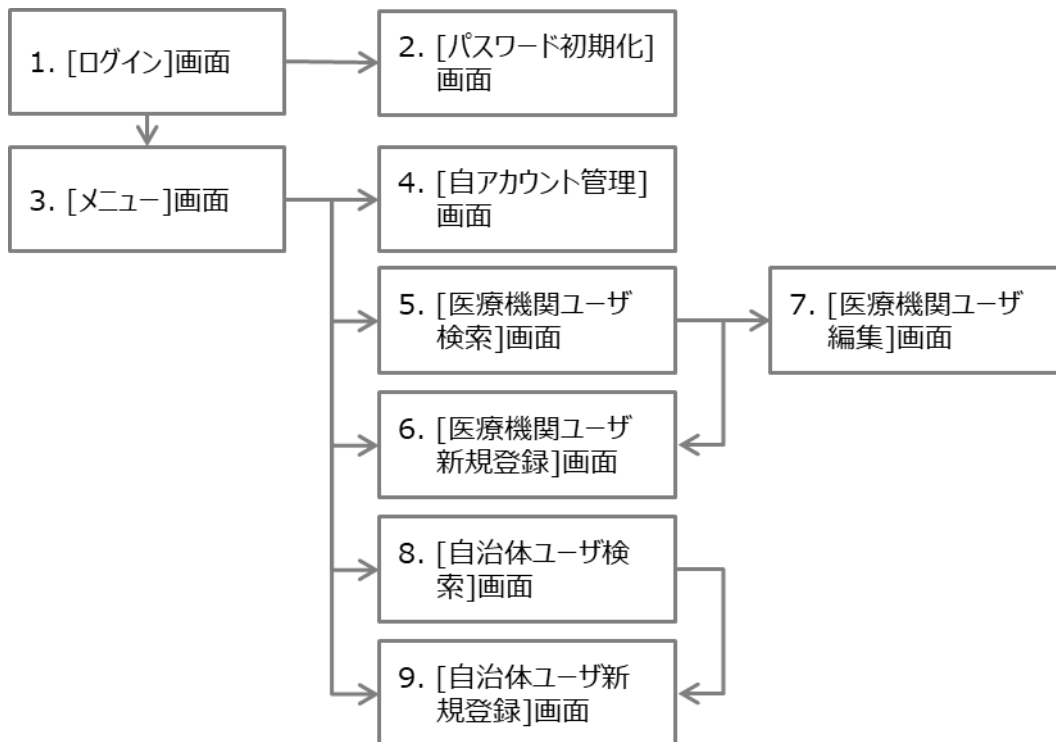 1. [ログイン]画面
2. [パスワード初期化]
画面
3. [メニュー]画面
4. [自アカウント管理]
画面
5. [医療機関ユーザ
検索]画面
7. [医療機関ユーザ
編集]画面
6. [医療機関ユーザ
新規登録]画面
8. [自治体ユーザ検
索]画面
9. [自治体ユーザ新
規登録]画面